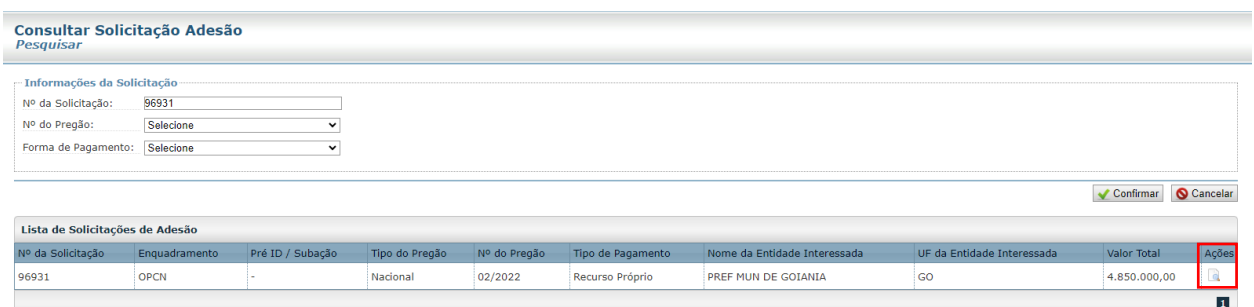 Consultar Solicitação Adesão
Pesquisar
Informações da Solicitação
Nº da Solicitação: 96931
Nº do Pregão: Selecione
Forma de Pagamento: Selecione
Confirmar Cancelar
Lista de Solicitações de Adesão
Nº da Solicitação Enquadramento Pré ID / Subação Tipo do Pregão Nº do Pregão Tipo de Pagamento Nome da Entidade Interessada UF da Entidade Interessada Valor Total Ações
96931 OPCN - Nacional 02/2022 Recurso Próprio PREF MUN DE GOIANIA GO 4.850.000,00
1